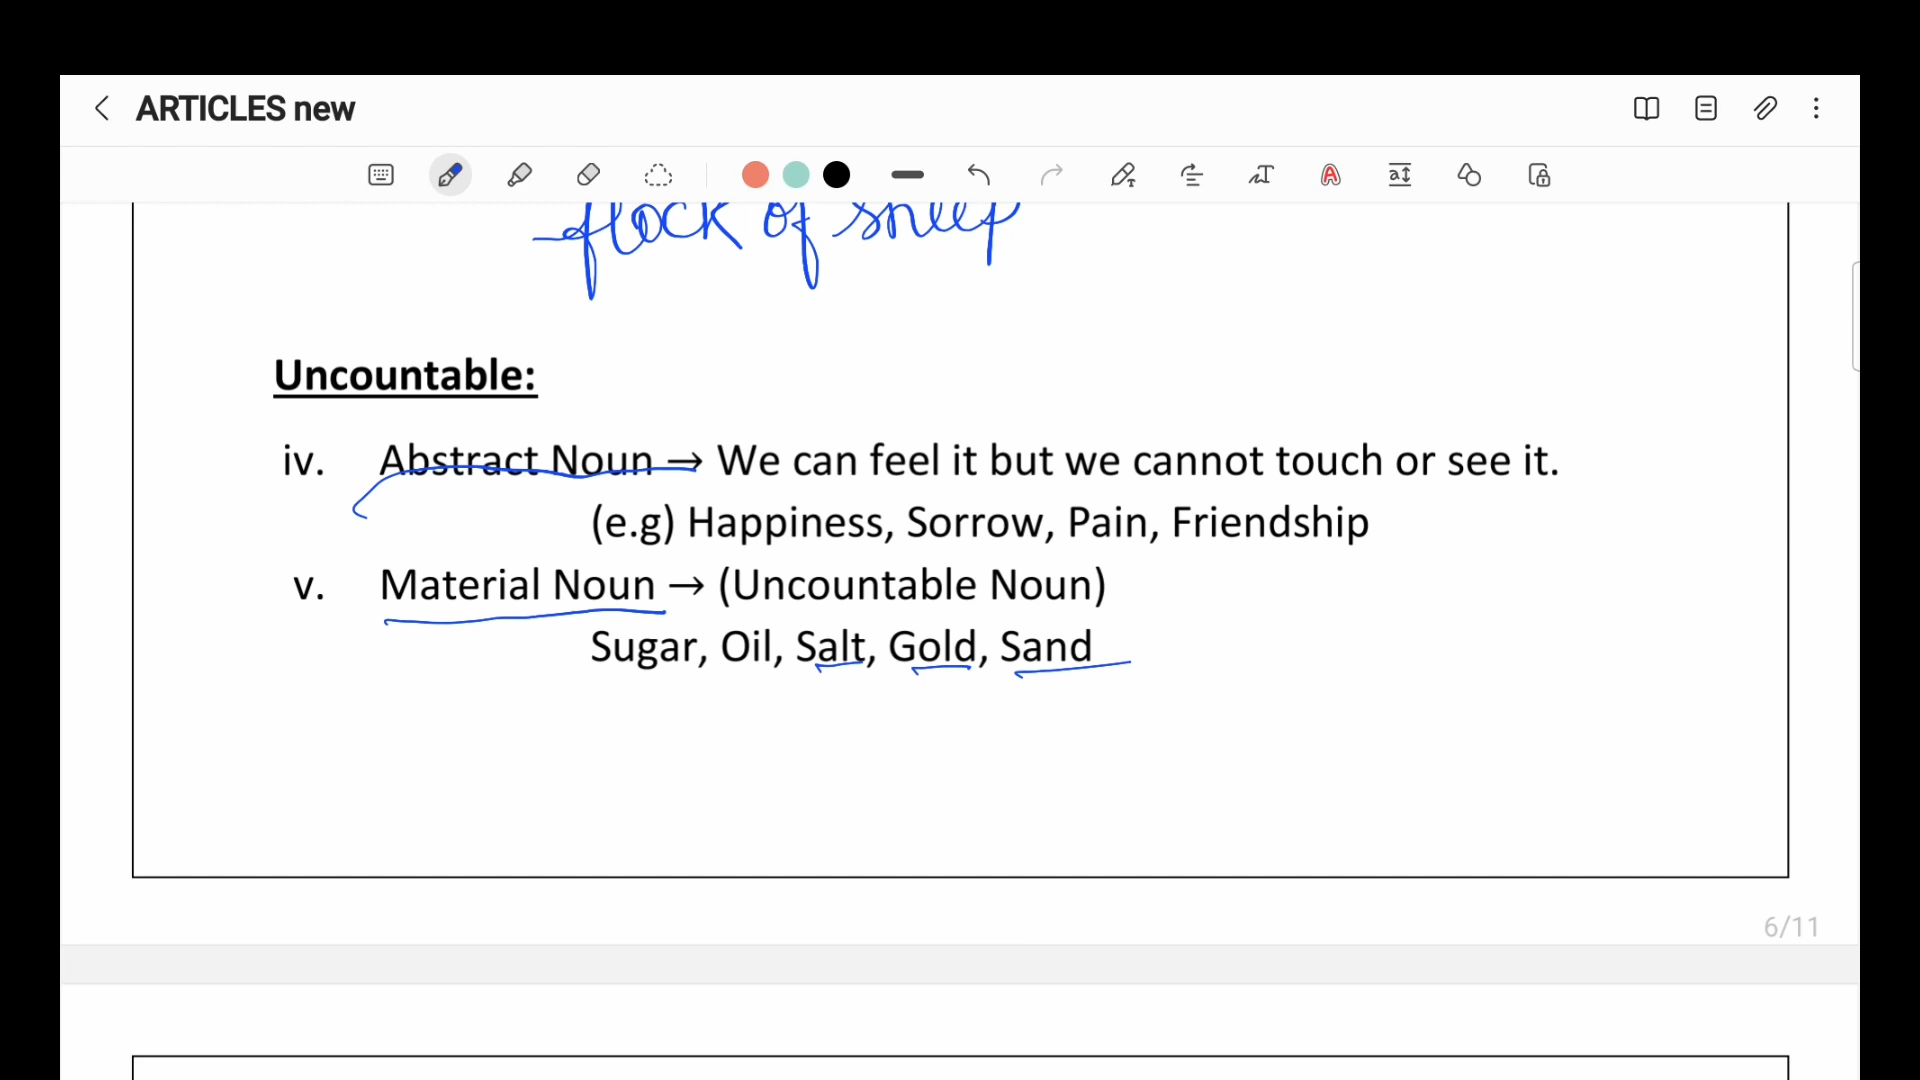 ARTICLES new
flock of sheep
Uncountable:
iv. Abstract Noun → We can feel it but we cannot touch or see it.
(e.g) Happiness, Sorrow, Pain, Friendship
v. Material Noun → (Uncountable Noun)
Sugar, Oil, Salt, Gold, Sand
6/11